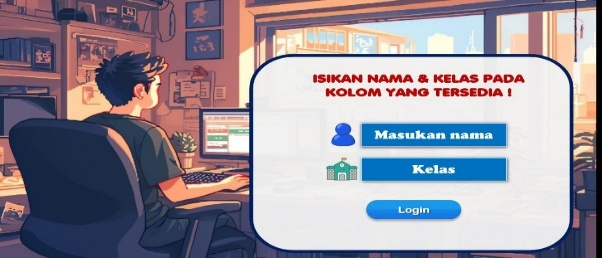 ISIKAN NAMA & KELAS PADA
KOLOM YANG TERSEDIA !
Masukan nama
Kelas
Login